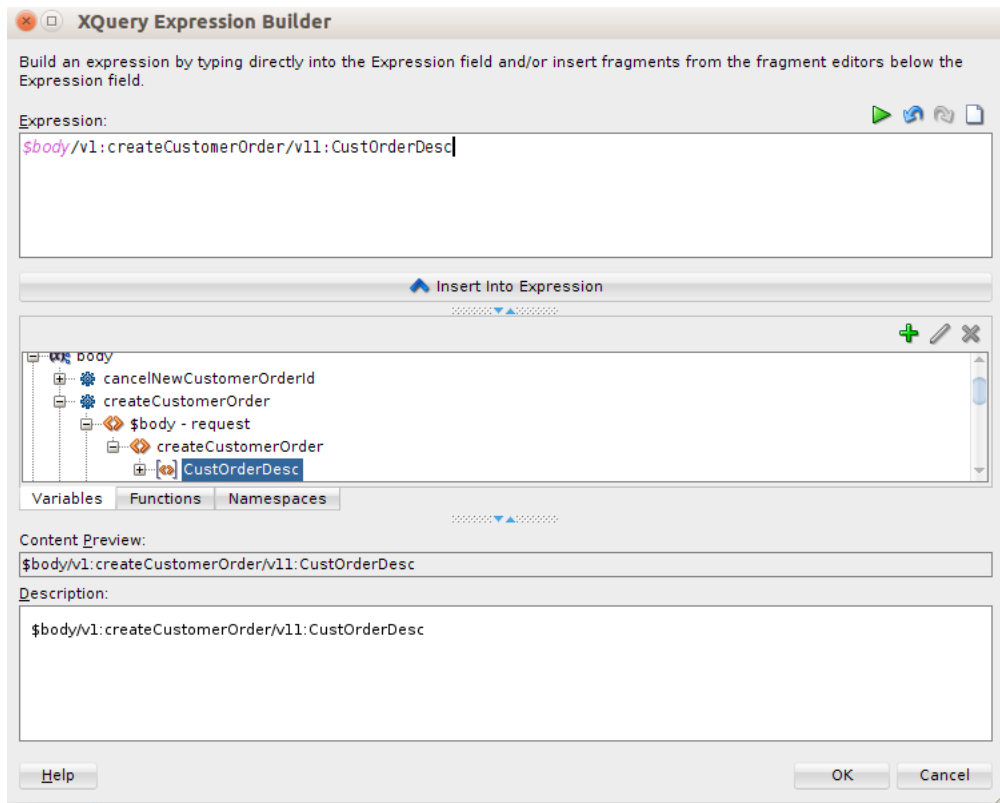 XQuery Expression Builder
Build an expression by typing directly into the Expression field and/or insert fragments from the fragment editors below the
Expression field.
Expression:
$body/v1:createCustomerOrder/v11:CustOrderDesc
Insert Into Expression
body
cancelNewCustomerOrderId
createCustomerOrder
$body - request
createCustomerOrder
CustOrderDesc
Variables Functions Namespaces
Content Preview:
$body/v1:createCustomerOrder/v11:CustOrderDesc
Description:
$body/v1:createCustomerOrder/v11:CustOrderDesc
Help OK Cancel